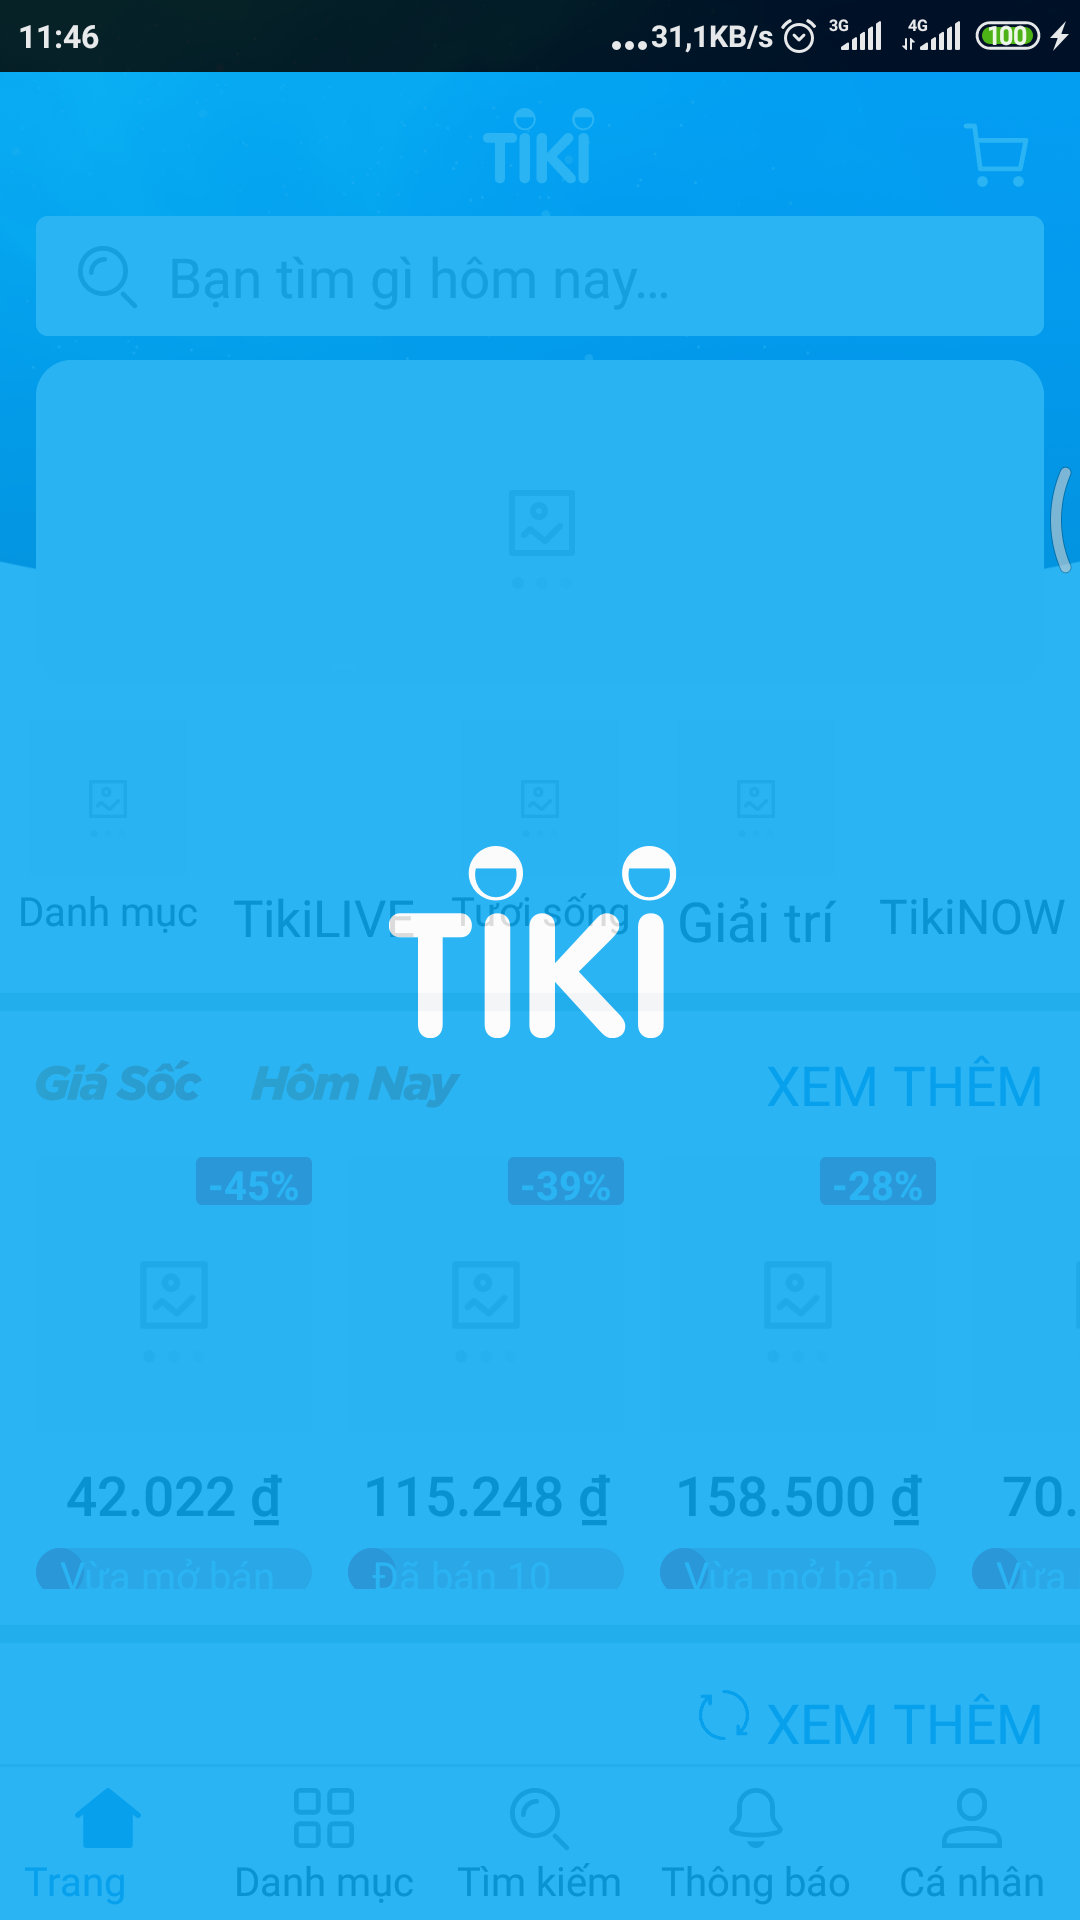 11:46 ...31,1KB/s 3G 4G 100
TiKi
Bạn tìm gì hôm nay...
Danh mục TikiLIVE Tươi sống Giải trí TikiNOW
TiKi
Giá Sốc Hôm Nay XEM THÊM
-45% -39% -28%
42.022 ₫ 115.248 ₫ 158.500 ₫ 70.
Vừa mở bán Đã bán 10 Vừa mở bán Vừa
XEM THÊM
Trang Danh mục Tìm kiếm Thông báo Cá nhân